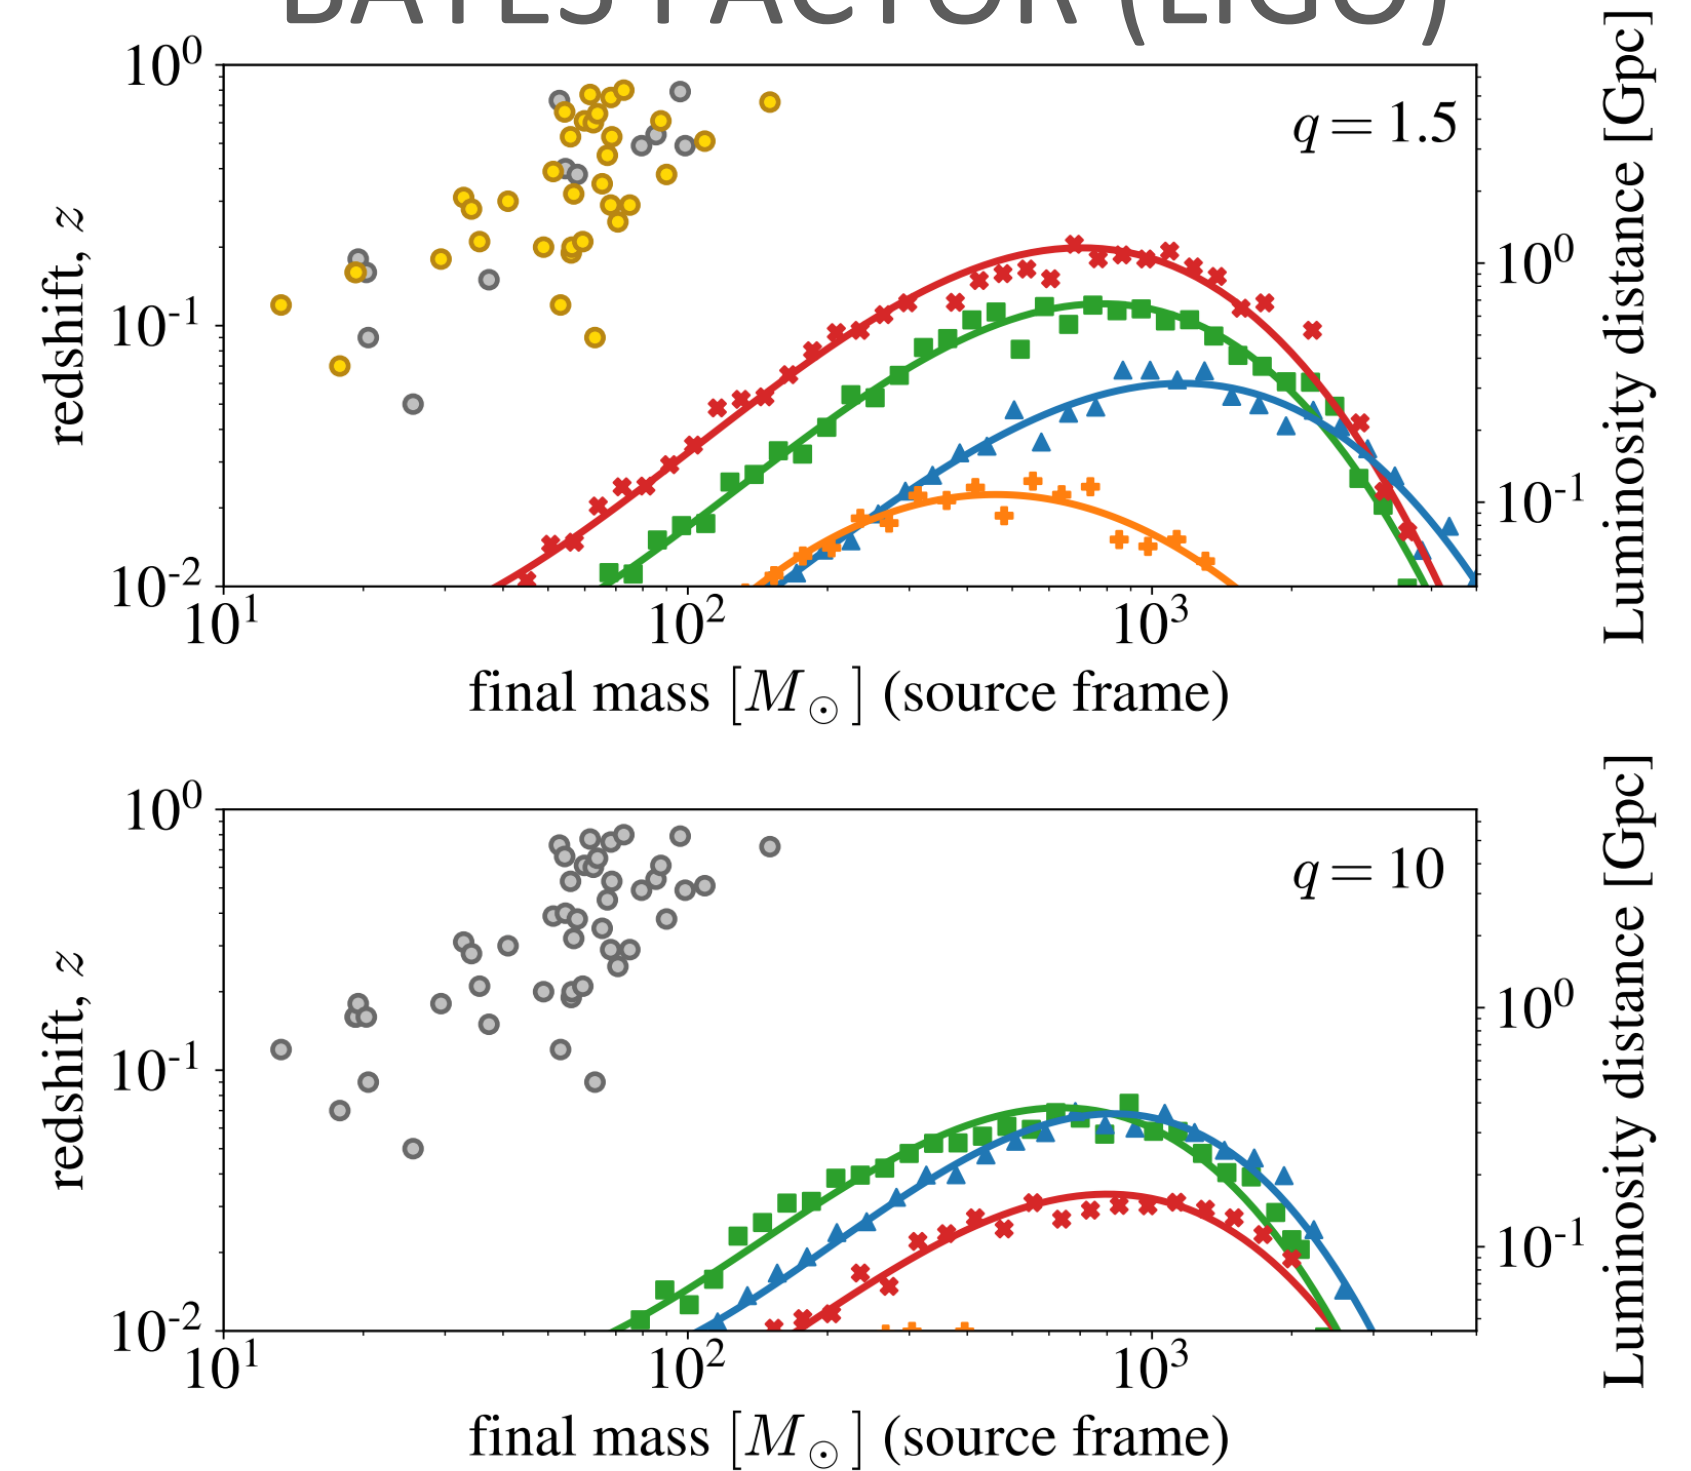 BAYES FACTOR (LIGO)
10⁰
10⁻¹
10⁻²
redshift, z
q = 1.5
10⁰
10⁻¹
Luminosity distance [Gpc]
10¹ 10² 10³
final mass [M☉] (source frame)
10⁰
10⁻¹
10⁻²
redshift, z
q = 10
10⁰
10⁻¹
Luminosity distance [Gpc]
10¹ 10² 10³
final mass [M☉] (source frame)